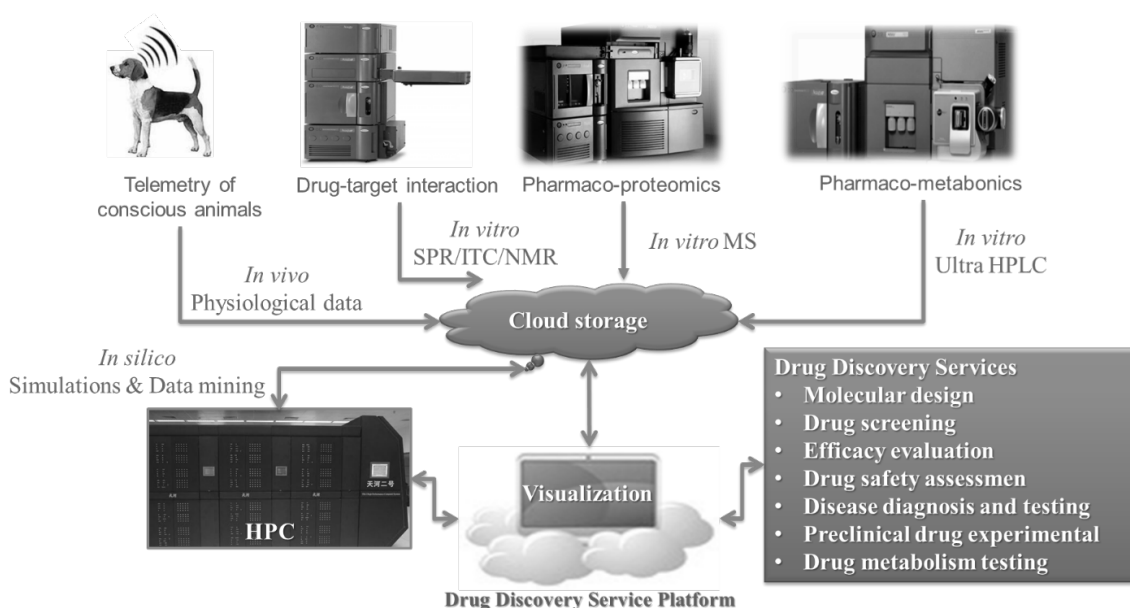 Telemetry of
conscious animals
Drug-target interaction
Pharmaco-proteomics
Pharmaco-metabonics
In vitro
SPR/ITC/NMR
In vitro MS
In vitro
Ultra HPLC
In vivo
Physiological data
Cloud storage
In silico
Simulations & Data mining
天河二号
HPC
Visualization
Drug Discovery Service Platform
Drug Discovery Services
• Molecular design
• Drug screening
• Efficacy evaluation
• Drug safety assessmen
• Disease diagnosis and testing
• Preclinical drug experimental
• Drug metabolism testing